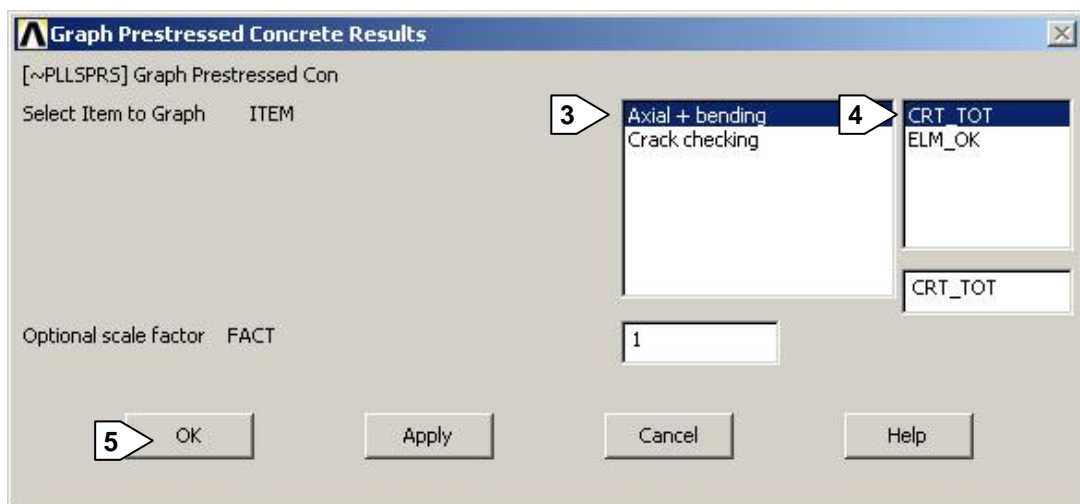 Graph Prestressed Concrete Results
[~PLLSPRS] Graph Prestressed Con
Select Item to Graph ITEM
3
Axial + bending
Crack checking
4
CRT_TOT
ELM_OK
CRT_TOT
Optional scale factor FACT
1
5
OK
Apply
Cancel
Help